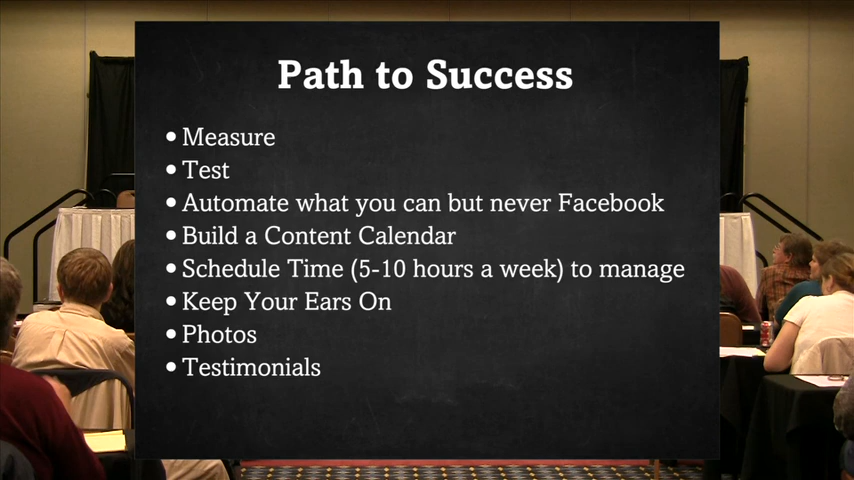 Path to Success
• Measure
• Test
• Automate what you can but never Facebook
• Build a Content Calendar
• Schedule Time (5-10 hours a week) to manage
• Keep Your Ears On
• Photos
• Testimonials